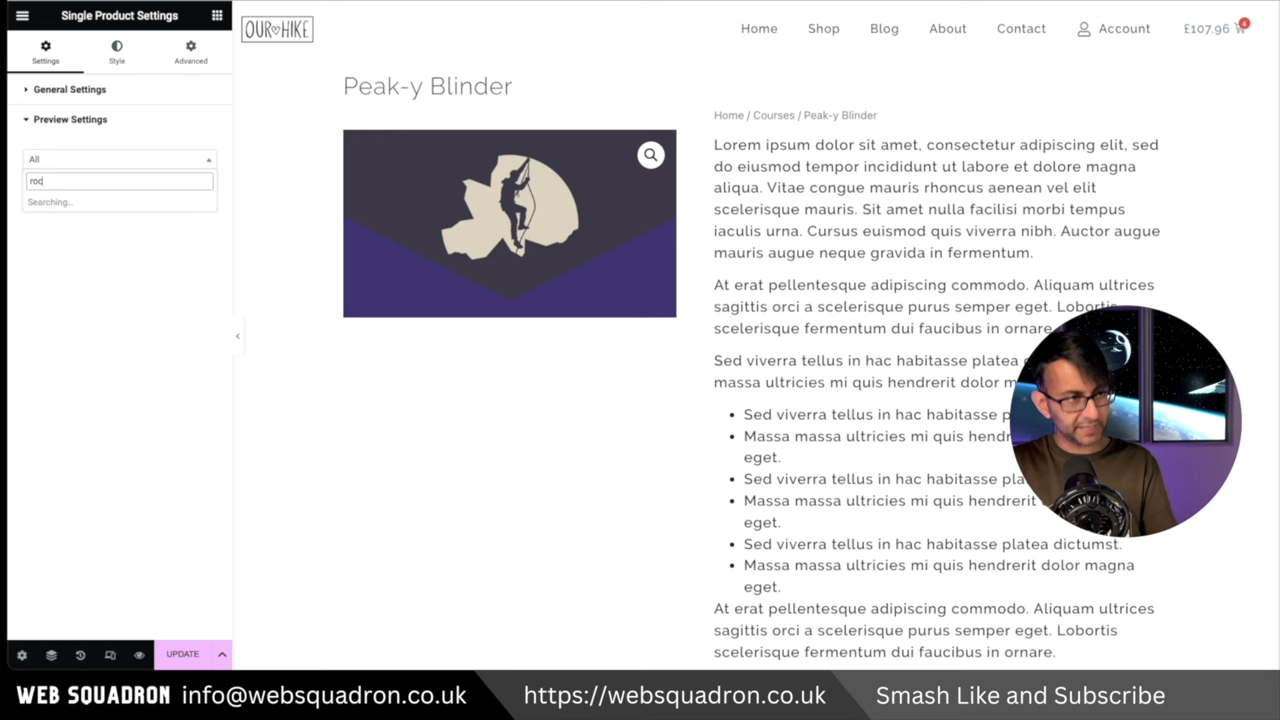 Single Product Settings
Settings
Style
Advanced
General Settings
Preview Settings
All
roc
Searching...
UPDATE
OUR HIKE
Home
Shop
Blog
About
Contact
Account
£107.96
4
Peak-y Blinder
Home / Courses / Peak-y Blinder
Lorem ipsum dolor sit amet, consectetur adipiscing elit, sed
do eiusmod tempor incididunt ut labore et dolore magna
aliqua. Vitae congue mauris rhoncus aenean vel elit
scelerisque mauris. Sit amet nulla facilisi morbi tempus
iaculis urna. Cursus euismod quis viverra nibh. Auctor augue
mauris augue neque gravida in fermentum.
At erat pellentesque adipiscing commodo. Aliquam ultrices
sagittis orci a scelerisque purus semper eget. Lobortis
scelerisque fermentum dui faucibus in ornare
Sed viverra tellus in hac habitasse platea
massa ultricies mi quis hendrerit dolor
• Sed viverra tellus in hac habitasse
• Massa massa ultricies mi quis
eget.
• Sed viverra tellus in hac habitasse
• Massa massa ultricies mi quis hendrerit
eget.
• Sed viverra tellus in hac habitasse platea dictumst.
• Massa massa ultricies mi quis hendrerit dolor magna
eget.
At erat pellentesque adipiscing commodo. Aliquam ultrices
sagittis orci a scelerisque purus semper eget. Lobortis
scelerisque fermentum dui faucibus in ornare.
WEB SQUADRON info@websquadron.co.uk
https://websquadron.co.uk
Smash Like and Subscribe